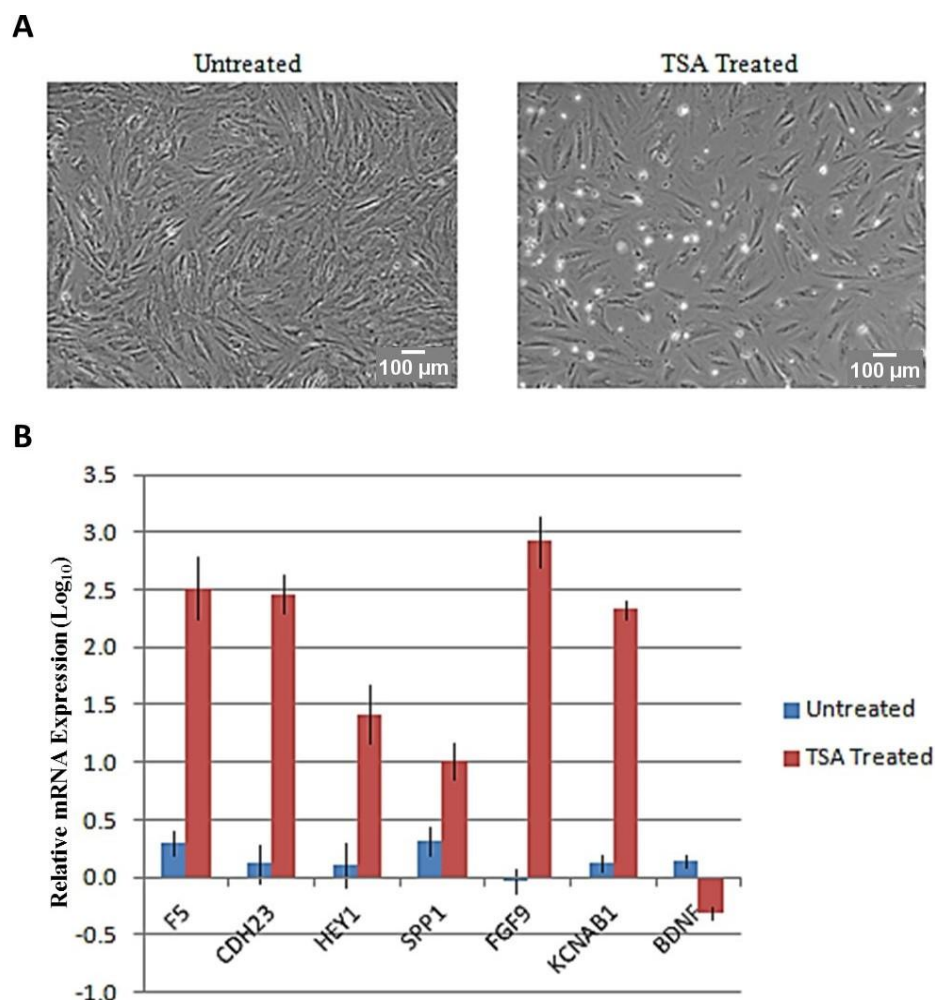 A
Untreated
TSA Treated
100 µm
100 µm
B
Relative mRNA Expression (Log10)
3.5
3.0
2.5
2.0
1.5
1.0
0.5
0.0
-0.5
-1.0
F5
CDH23
HEY1
SPP1
FGF9
KCNAB1
BDNF
Untreated
TSA Treated